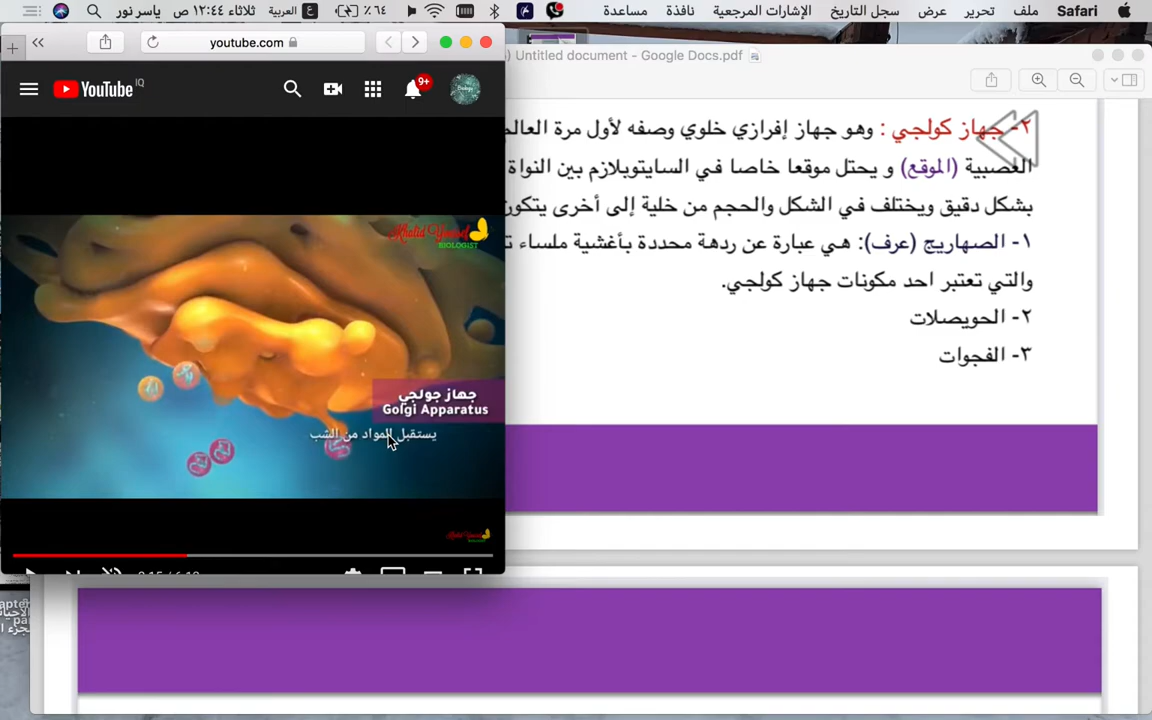 Safari ملف تحرير عرض سجل التاريخ الإشارات المرجعية نافذة مساعدة
العربية ٦٤٪ ثلاثاء ١٢:٤٤ ص ياسر نور
youtube.com
Untitled document - Google Docs.pdf
YouTube IQ
9+
٢- جهاز كولجي : وهو جهاز إفرازي خلوي وصفه لأول مرة
العصبية (الموقع) و يحتل موقعا خاصا في السايتوبلازم بين النواة
بشكل دقيق ويختلف في الشكل والحجم من خلية إلى أخرى يتكون
١- الصهاريج (عرف): هي عبارة عن ردهة محددة بأغشية ملساء
والتي تعتبر احد مكونات جهاز كولجي.
٢- الحويصلات
٣- الفجوات
Khalid Yousef
BIOLOGIST
جهاز جولجي
Golgi Apparatus
يستقبل المواد من الشب